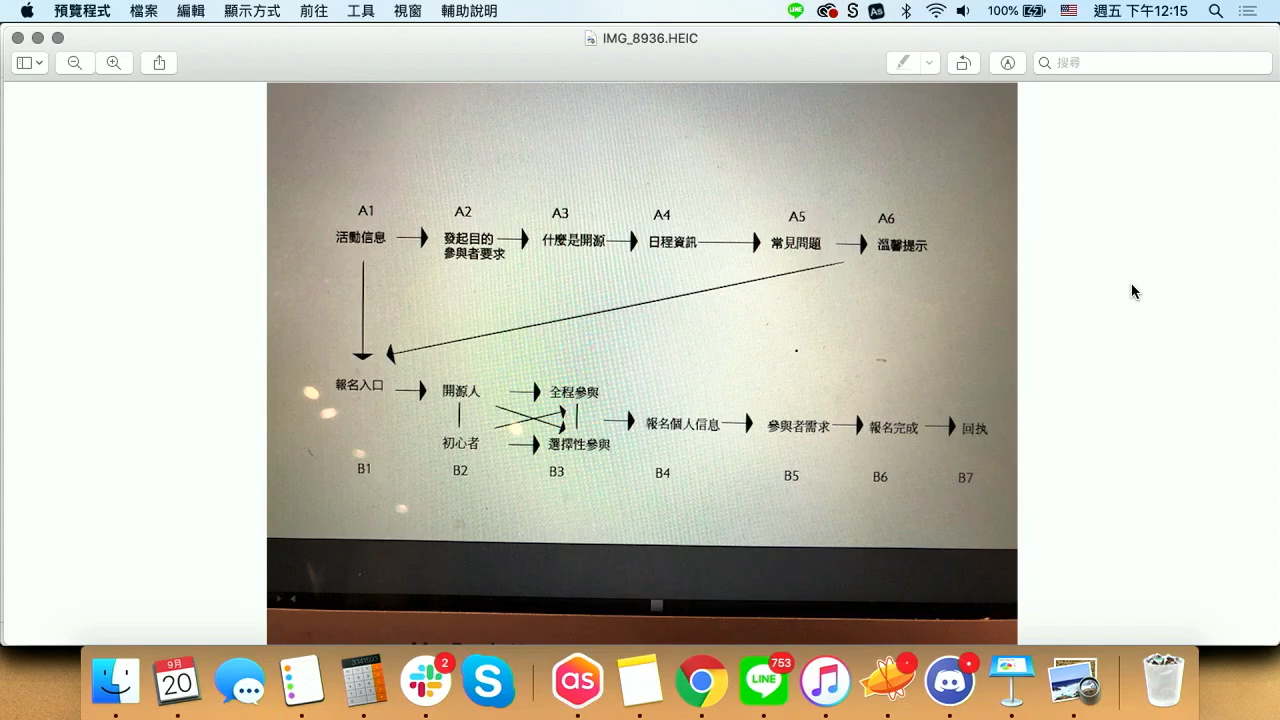 預覽程式 檔案 編輯 顯示方式 前往 工具 視窗 輔助說明
100% 週五 下午12:15
IMG_8936.HEIC
搜尋
A1 A2 A3 A4 A5 A6
活動信息 發起目的 什麼是開源 日程資訊 常見問題 溫馨提示
參與者要求
報名入口 開源人 全程參與
報名個人信息 參與者需求 報名完成 回执
初心者 選擇性參與
B1 B2 B3 B4 B5 B6 B7
9月
20
2
753
as
LINE